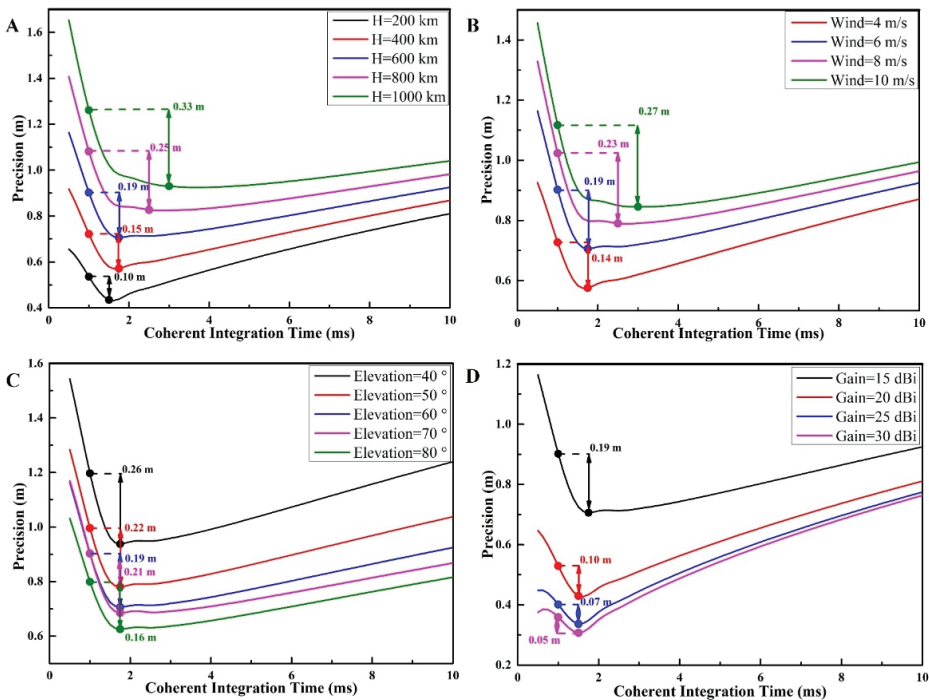 A
H=200 km
H=400 km
H=600 km
H=800 km
H=1000 km
1.6
1.4
1.2
1.0
0.8
0.6
0.4
Precision (m)
0.33 m
0.25 m
0.19 m
0.15 m
0.10 m
0 2 4 6 8 10
Coherent Integration Time (ms)
B
Wind=4 m/s
Wind=6 m/s
Wind=8 m/s
Wind=10 m/s
1.4
1.2
1.0
0.8
0.6
Precision (m)
0.27 m
0.23 m
0.19 m
0.14 m
0 2 4 6 8 10
Coherent Integration Time (ms)
C
Elevation=40 °
Elevation=50 °
Elevation=60 °
Elevation=70 °
Elevation=80 °
1.6
1.4
1.2
1.0
0.8
0.6
Precision (m)
0.26 m
0.22 m
0.19 m
0.21 m
0.16 m
0 2 4 6 8 10
Coherent Integration Time (ms)
D
Gain=15 dBi
Gain=20 dBi
Gain=25 dBi
Gain=30 dBi
1.2
1.0
0.8
0.6
0.4
0.2
Precision (m)
0.19 m
0.10 m
0.07 m
0.05 m
0 2 4 6 8 10
Coherent Integration Time (ms)